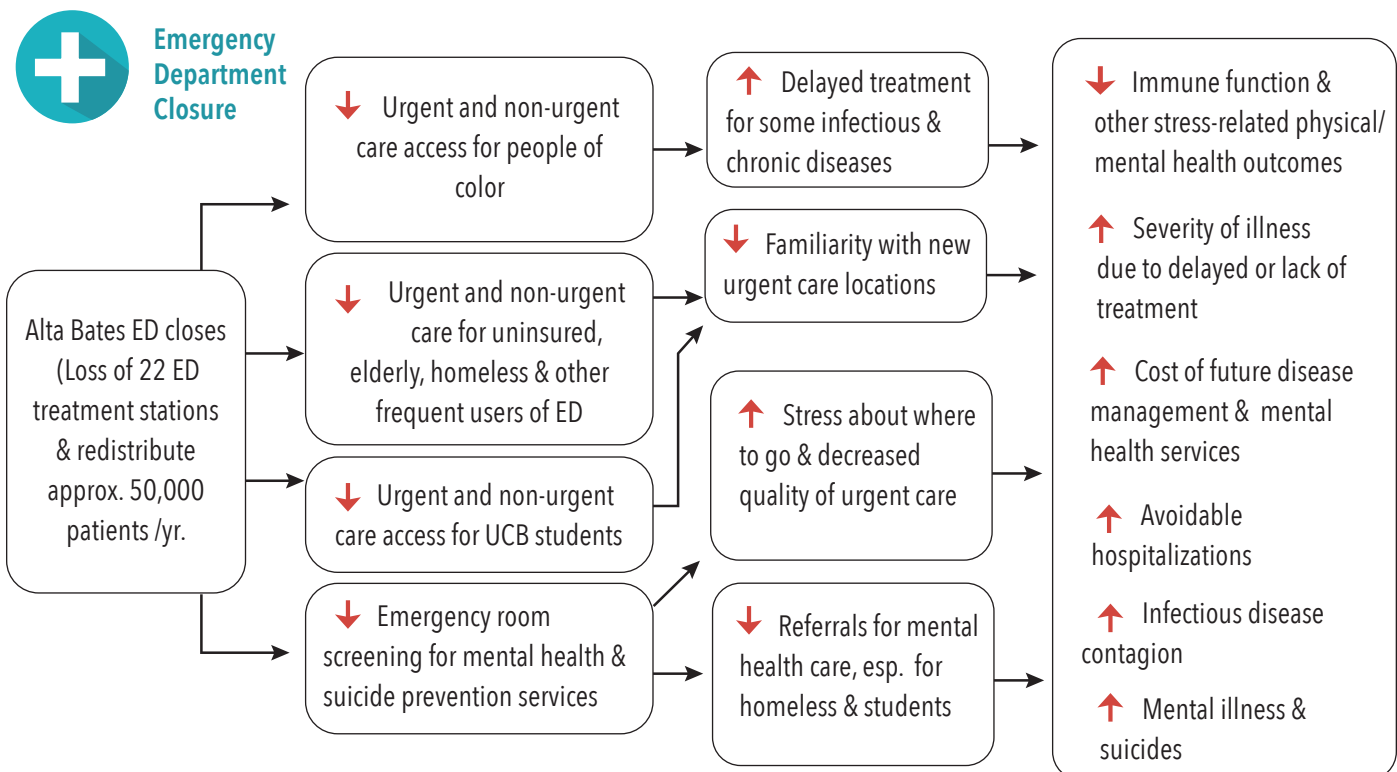 Emergency
Department
Closure
Alta Bates ED closes
(Loss of 22 ED
treatment stations
& redistribute
approx. 50,000
patients /yr.
Urgent and non-urgent
care access for people of
color
Urgent and non-urgent
care for uninsured,
elderly, homeless & other
frequent users of ED
Urgent and non-urgent
care access for UCB students
Emergency room
screening for mental health &
suicide prevention services
Delayed treatment
for some infectious &
chronic diseases
Familiarity with new
urgent care locations
Stress about where
to go & decreased
quality of urgent care
Referrals for mental
health care, esp. for
homeless & students
Immune function &
other stress-related physical/
mental health outcomes
Severity of illness
due to delayed or lack of
treatment
Cost of future disease
management & mental
health services
Avoidable
hospitalizations
Infectious disease
contagion
Mental illness &
suicides